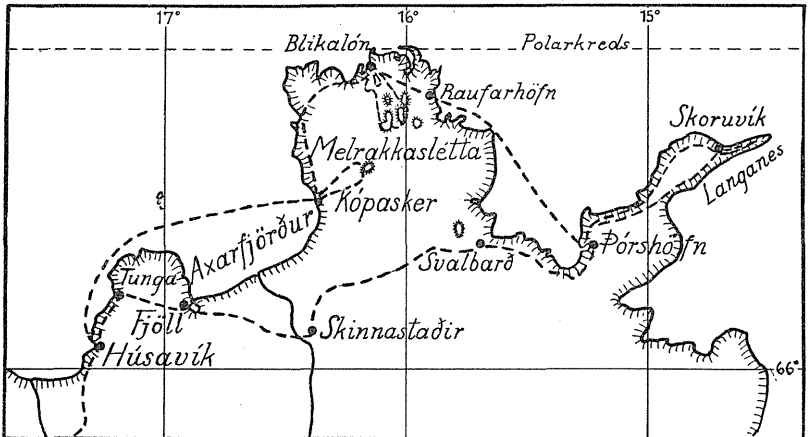 17° 16° 15°
Blikalón
Polarkreds
Raufarhöfn
Skoruvík
Melrakkaslétta
Langanes
Kópasker
Axarfjörður
Þórshöfn
Svalbarð
Tunga
Fjöll
Skinnastaðir
Húsavík
66°